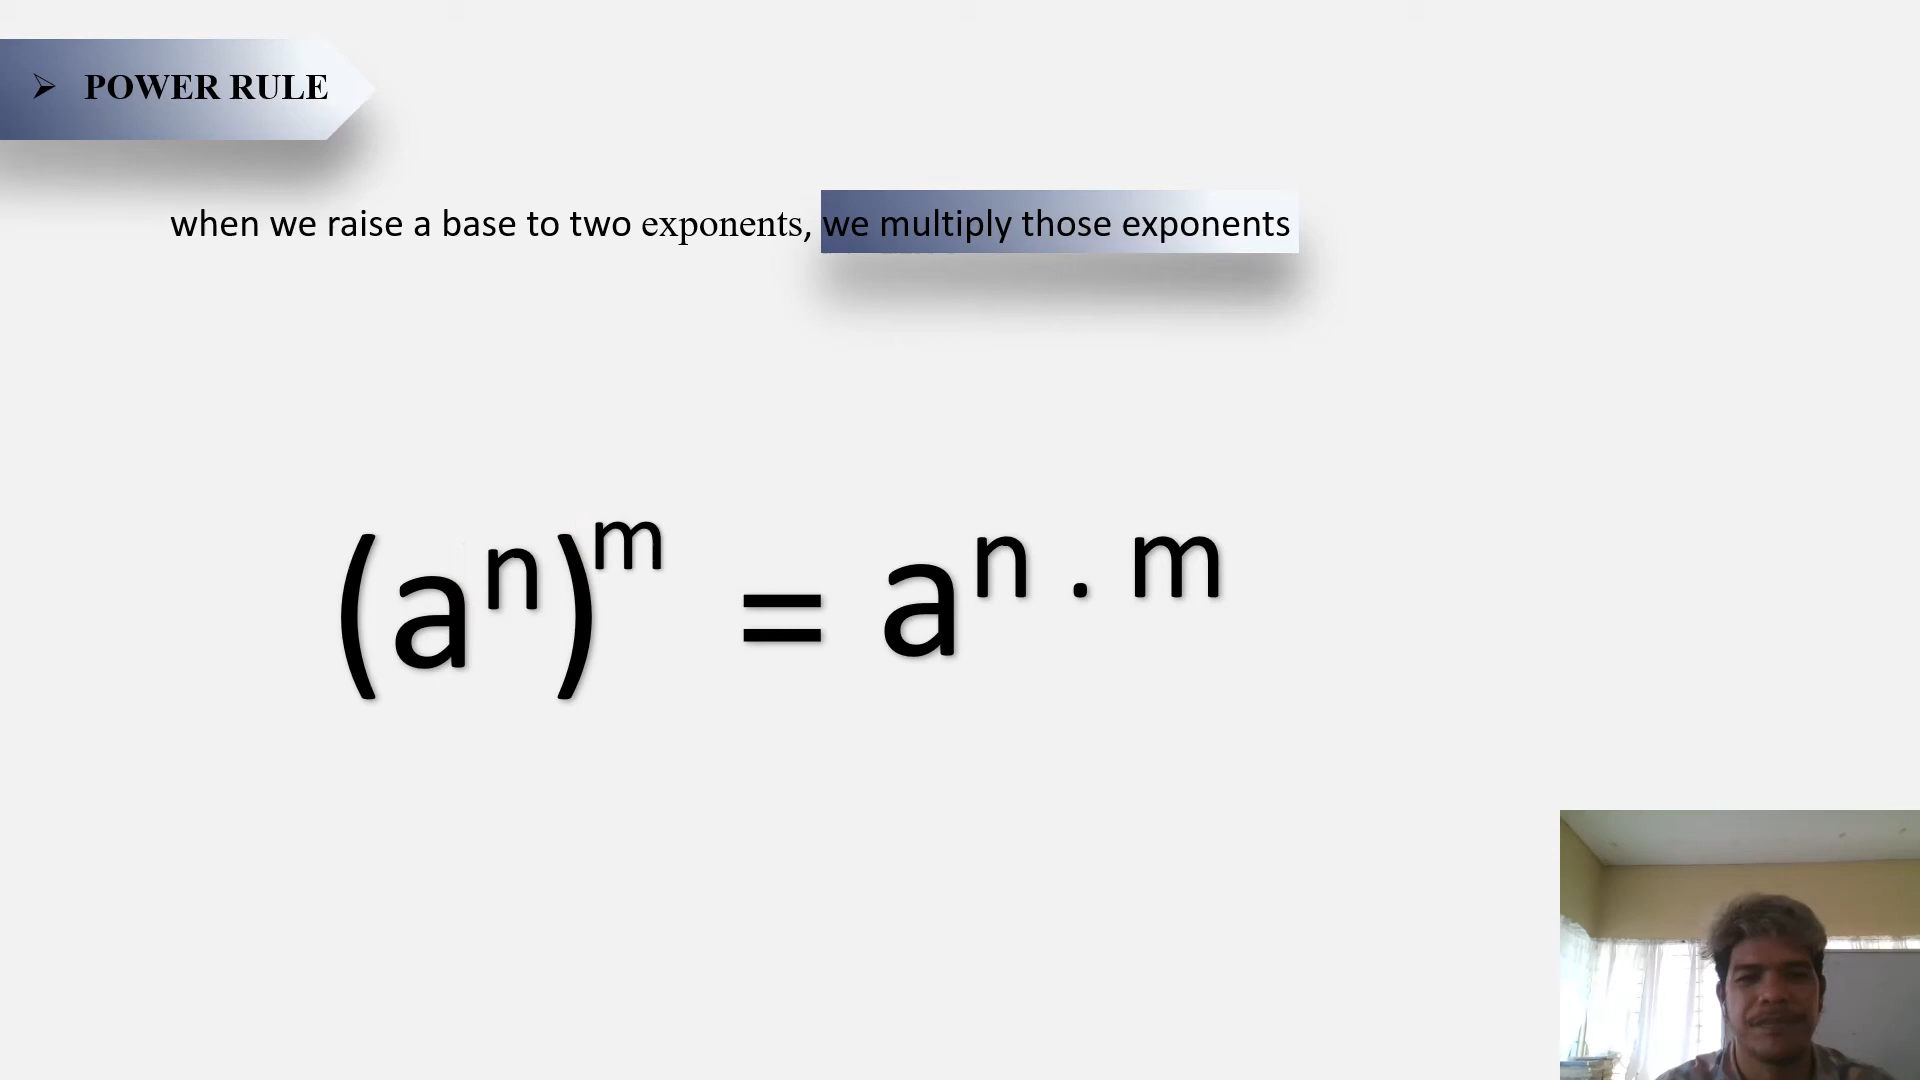 ➢ POWER RULE
when we raise a base to two exponents, we multiply those exponents
(aⁿ)ᵐ = aⁿ · ᵐ